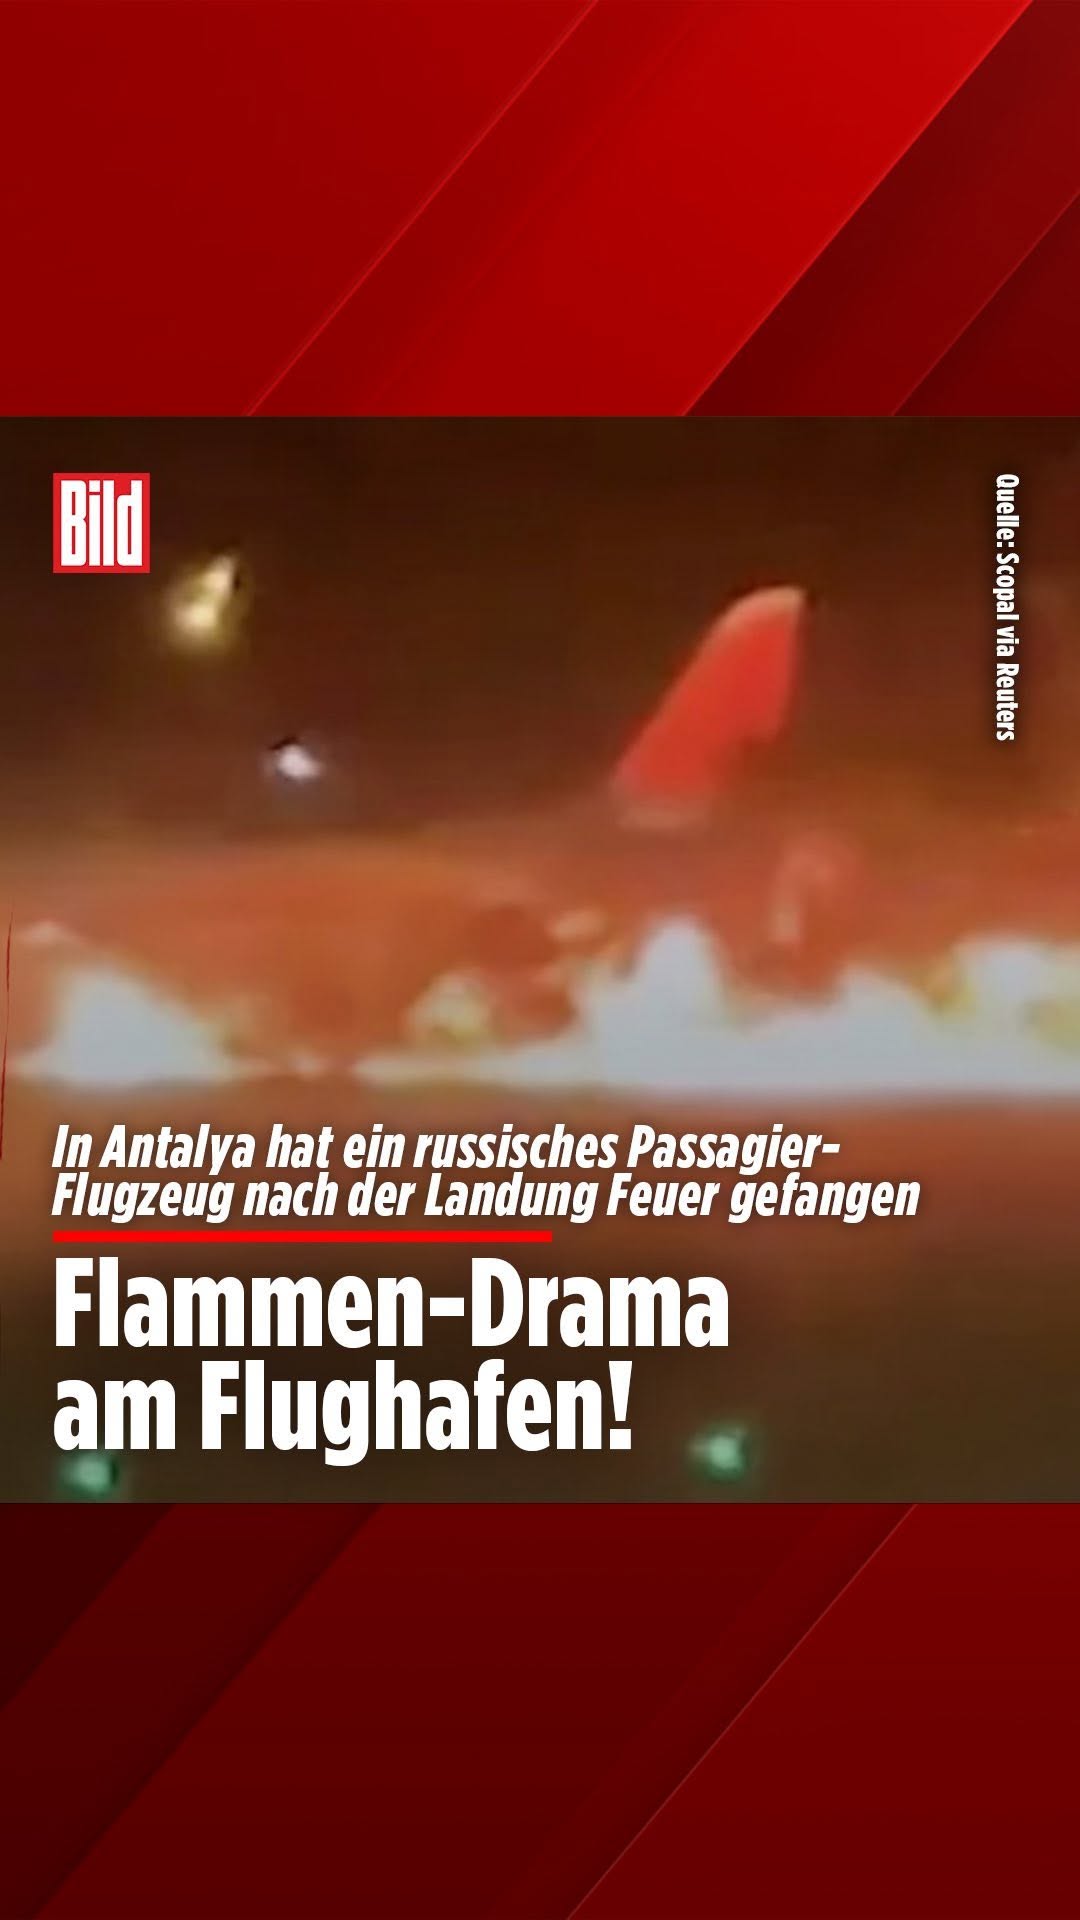 Bild
Quelle: Scopal via Reuters
In Antalya hat ein russisches Passagier-
Flugzeug nach der Landung Feuer gefangen
Flammen-Drama
am Flughafen!